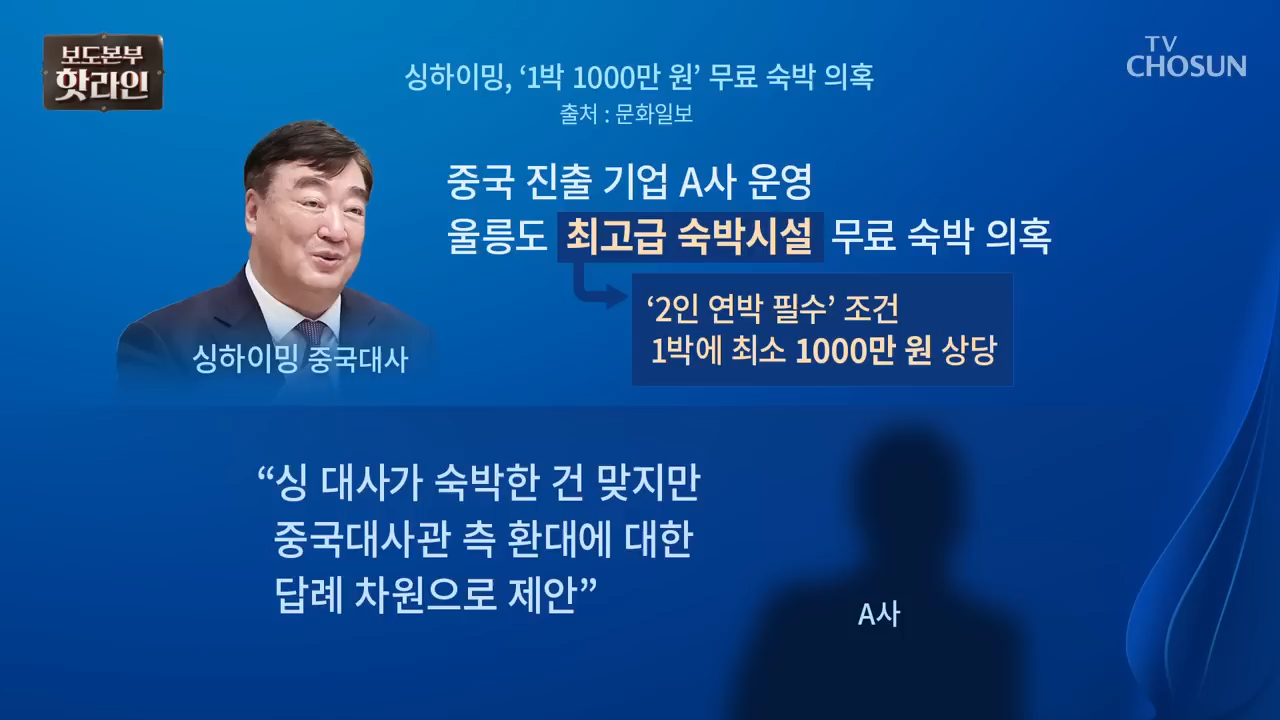 보도본부
핫라인
TV
CHOSUN
싱하이밍, ‘1박 1000만 원’ 무료 숙박 의혹
출처 : 문화일보
중국 진출 기업 A사 운영
울릉도 최고급 숙박시설 무료 숙박 의혹
‘2인 연박 필수’ 조건
1박에 최소 1000만 원 상당
싱하이밍 중국대사
“싱 대사가 숙박한 건 맞지만
중국대사관 측 환대에 대한
답례 차원으로 제안”
A사